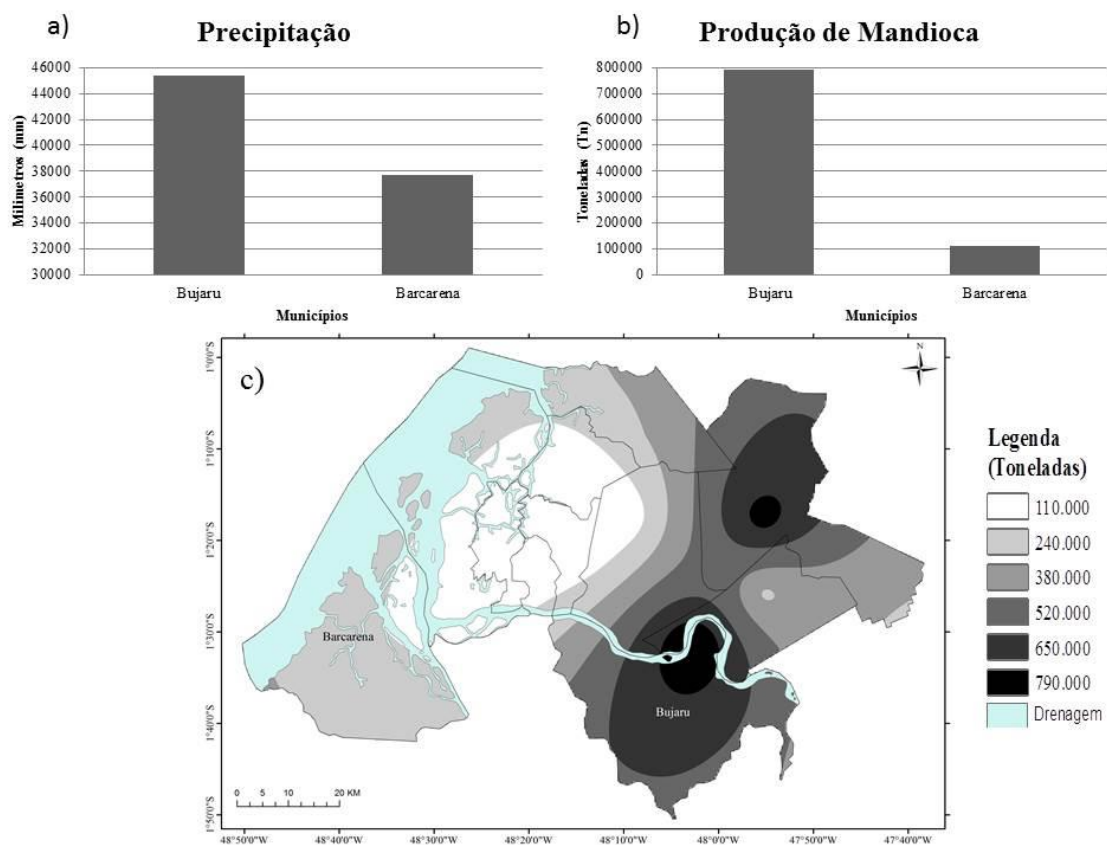 a)
Precipitação
46000
44000
42000
40000
38000
36000
34000
32000
30000
Milímetros (mm)
Bujaru
Barcarena
Municípios
b)
Produção de Mandioca
800000
700000
600000
500000
400000
300000
200000
100000
0
Toneladas (Tn)
Bujaru
Barcarena
Municípios
c)
N
1°0'0"S
1°10'0"S
1°20'0"S
1°30'0"S
1°40'0"S
1°50'0"S
Barcarena
Bujaru
0 5 10 20 KM
48°50'0"W 48°40'0"W 48°30'0"W 48°20'0"W 48°10'0"W 48°0'0"W 47°50'0"W 47°40'0"W
Legenda
(Toneladas)
110.000
240.000
380.000
520.000
650.000
790.000
Drenagem